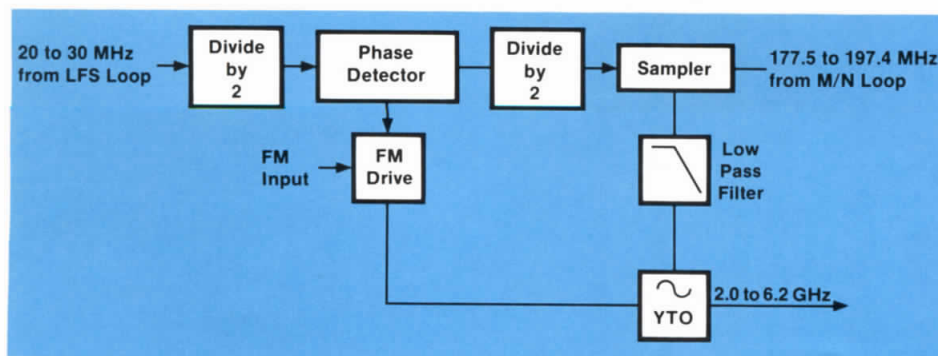 20 to 30 MHz
from LFS Loop
Divide
by
2
Phase
Detector
Divide
by
2
Sampler
177.5 to 197.4 MHz
from M/N Loop
FM
Input
FM
Drive
Low
Pass
Filter
YTO
2.0 to 6.2 GHz